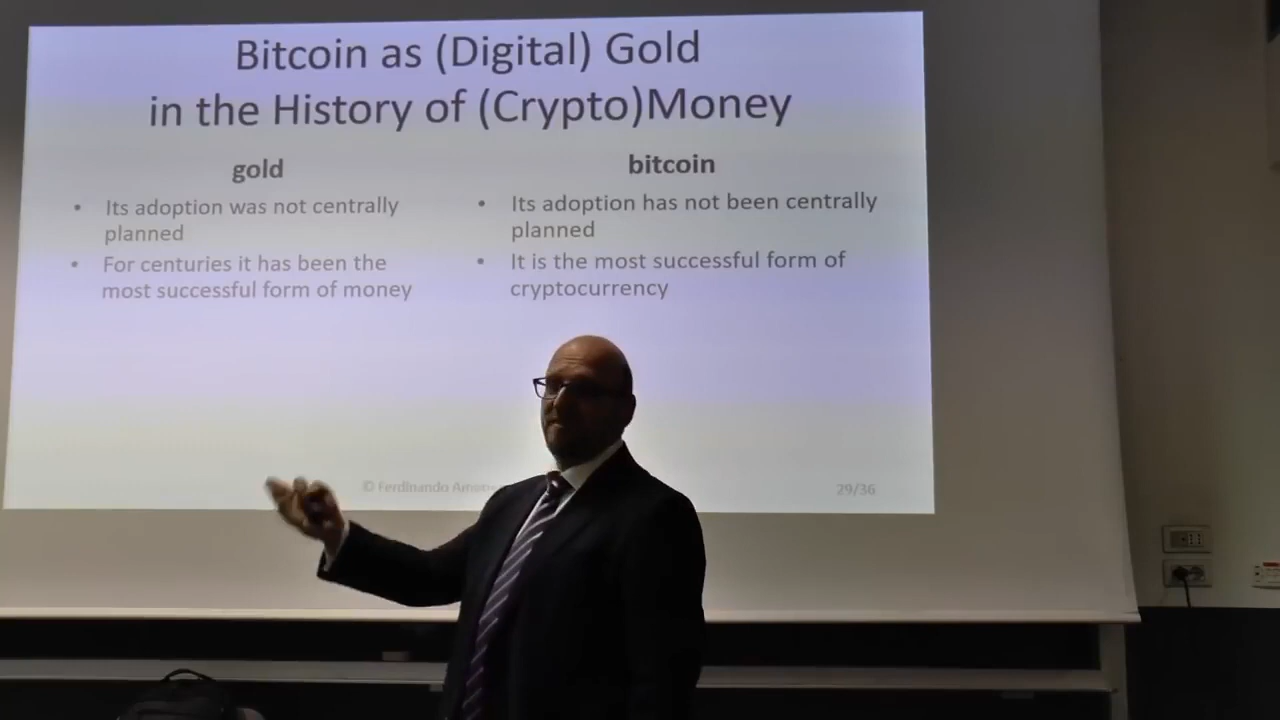 Bitcoin as (Digital) Gold
in the History of (Crypto)Money
gold
• Its adoption was not centrally
planned
• For centuries it has been the
most successful form of money
bitcoin
• Its adoption has not been centrally
planned
• It is the most successful form of
cryptocurrency
© Ferdinando
29/36